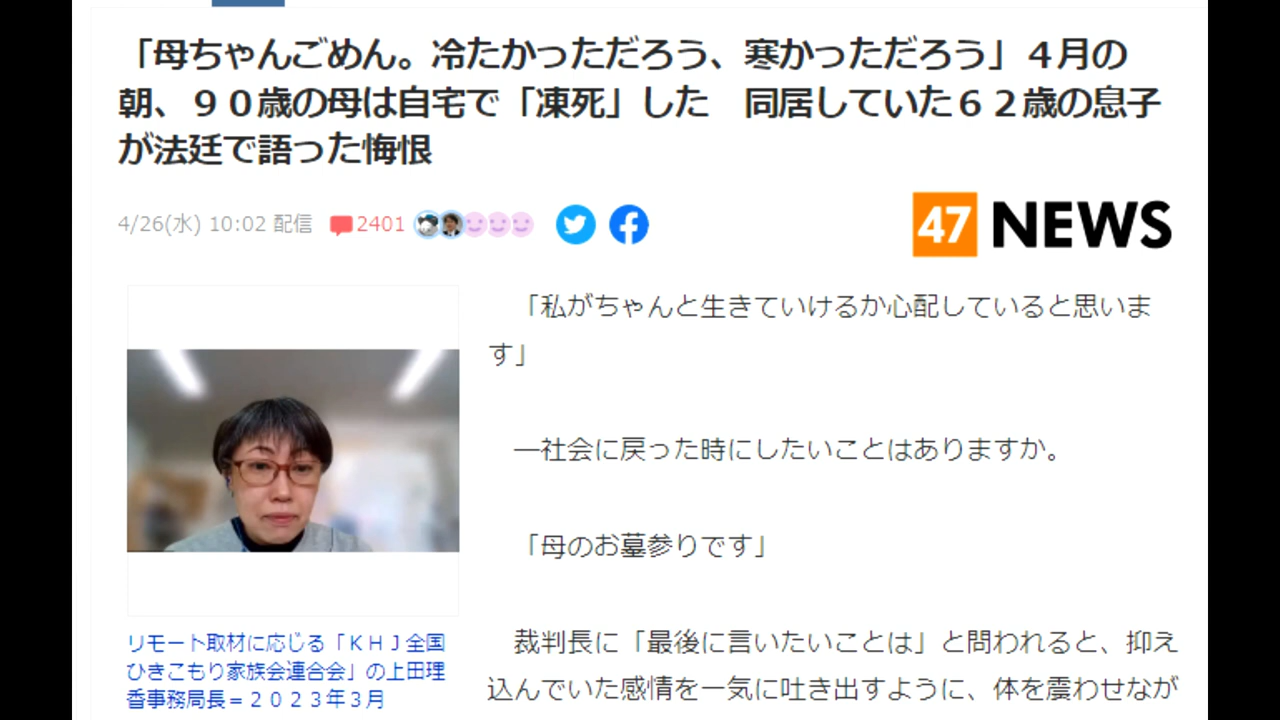 「母ちゃんごめん。冷たかっただろう、寒かっただろう」４月の
朝、９０歳の母は自宅で「凍死」した　同居していた６２歳の息子
が法廷で語った悔恨
4/26(水) 10:02 配信
2401
47 NEWS
「私がちゃんと生きていけるか心配していると思いま
す」
―社会に戻った時にしたいことはありますか。
「母のお墓参りです」
裁判長に「最後に言いたいことは」と問われると、抑え
込んでいた感情を一気に吐き出すように、体を震わせなが
リモート取材に応じる「ＫＨＪ全国
ひきこもり家族会連合会」の上田理
香事務局長＝２０２３年３月